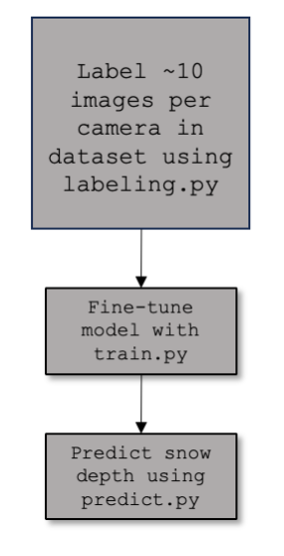 Label ~10
images per
camera in
dataset using
labeling.py
Fine-tune
model with
train.py
Predict snow
depth using
predict.py